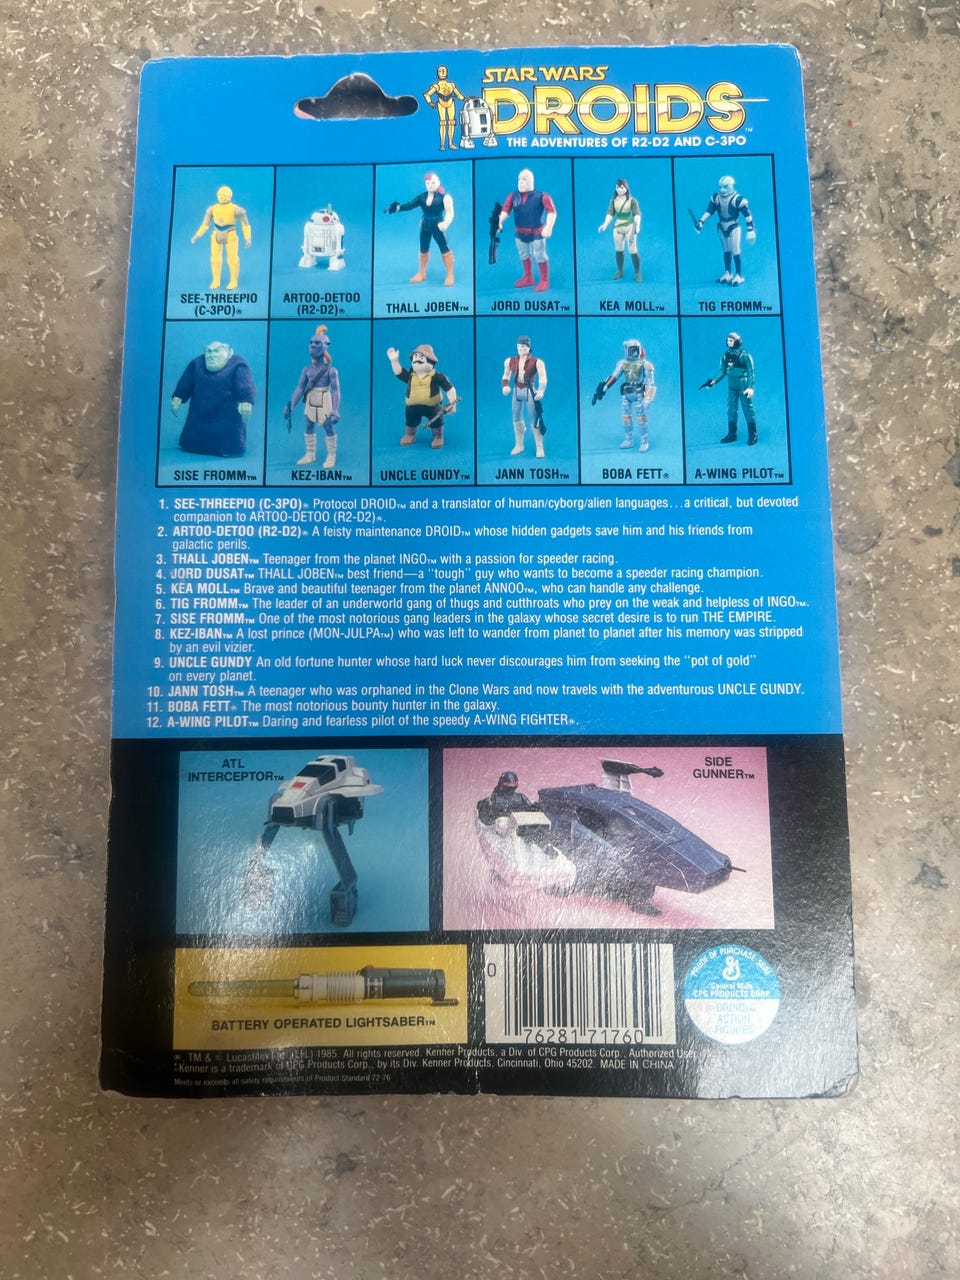 STAR WARS
DROIDS™
THE ADVENTURES OF R2-D2 AND C-3PO
SEE-THREEPIO
(C-3PO)®
ARTOO-DETOO
(R2-D2)®
THALL JOBEN™
JORD DUSAT™
KEA MOLL™
TIG FROMM™
SISE FROMM™
KEZ-IBAN™
UNCLE GUNDY™
JANN TOSH™
BOBA FETT®
A-WING PILOT™
1. SEE-THREEPIO (C-3PO)® Protocol DROID™ and a translator of human/cyborg/alien languages...a critical, but devoted
companion to ARTOO-DETOO (R2-D2)®.
2. ARTOO-DETOO (R2-D2)® A feisty maintenance DROID™ whose hidden gadgets save him and his friends from
galactic perils.
3. THALL JOBEN™ Teenager from the planet INGO™ with a passion for speeder racing.
4. JORD DUSAT™ THALL JOBEN™ best friend—a "tough" guy who wants to become a speeder racing champion.
5. KEA MOLL™ Brave and beautiful teenager from the planet ANNOO™, who can handle any challenge.
6. TIG FROMM™ The leader of an underworld gang of thugs and cutthroats who prey on the weak and helpless of INGO™.
7. SISE FROMM™ One of the most notorious gang leaders in the galaxy whose secret desire is to run THE EMPIRE.
8. KEZ-IBAN™ A lost prince (MON-JULPA™) who was left to wander from planet to planet after his memory was stripped
by an evil vizier.
9. UNCLE GUNDY An old fortune hunter whose hard luck never discourages him from seeking the "pot of gold"
on every planet.
10. JANN TOSH™ A teenager who was orphaned in the Clone Wars and now travels with the adventurous UNCLE GUNDY.
11. BOBA FETT® The most notorious bounty hunter in the galaxy.
12. A-WING PILOT™ Daring and fearless pilot of the speedy A-WING FIGHTER®.
ATL
INTERCEPTOR™
SIDE
GUNNER™
BATTERY OPERATED LIGHTSABER™
0
76281 71760
PRIDE OF PURCHASE SEAL
General Mills
CPG PRODUCTS CORP
DROIDS™
ACTION
FIGURES
®, TM & © Lucasfilm Ltd. (LFL) 1985. All rights reserved. Kenner Products, a Div. of CPG Products Corp., Authorized User.
Kenner is a trademark of CPG Products Corp., by its Div. Kenner Products, Cincinnati, Ohio 45202. MADE IN CHINA
Meets or exceeds all safety requirements of Product Standard 72-76